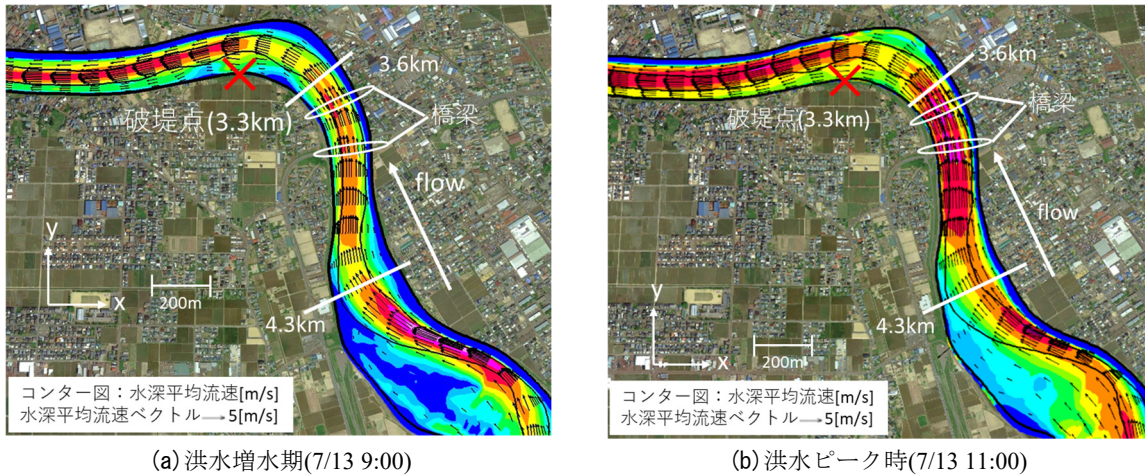 3.6km
破堤点(3.3km)
橋梁
flow
y
x
200m
4.3km
コンター図：水深平均流速[m/s]
水深平均流速ベクトル→5[m/s]
(a)洪水増水期(7/13 9:00)
3.6km
破堤点(3.3km)
橋梁
flow
y
x
200m
4.3km
コンター図：水深平均流速[m/s]
水深平均流速ベクトル→5[m/s]
(b)洪水ピーク時(7/13 11:00)